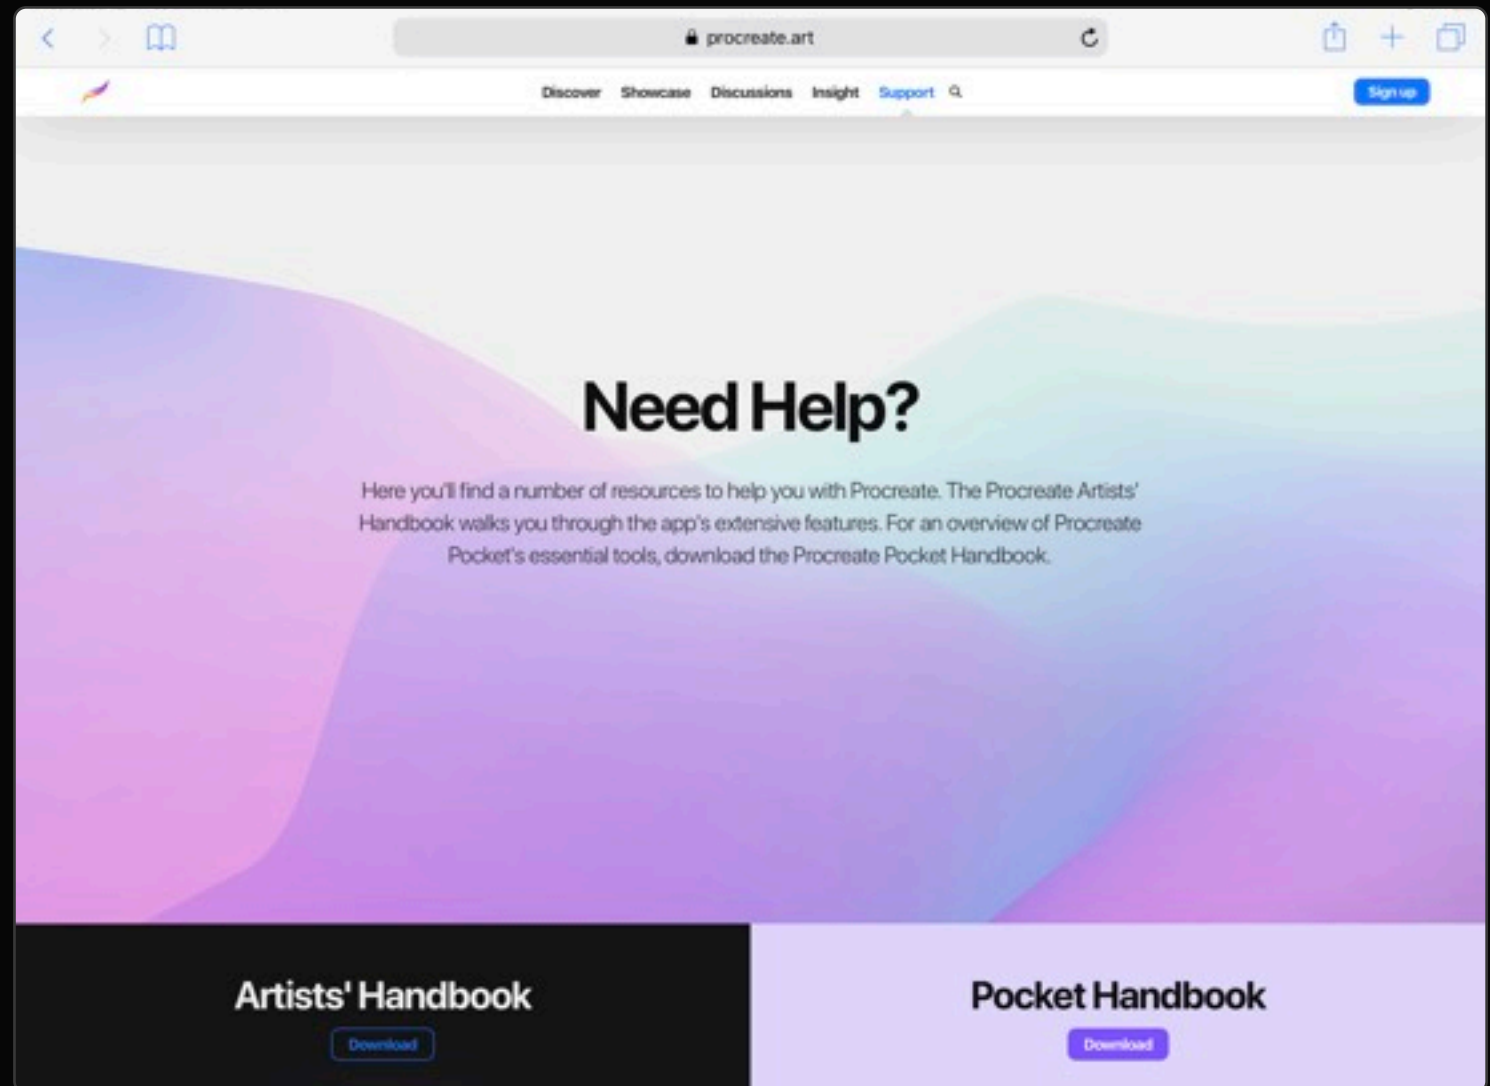 procreate.art
Discover Showcase Discussions Insight Support
Sign up
Need Help?
Here you'll find a number of resources to help you with Procreate. The Procreate Artists'
Handbook walks you through the app's extensive features. For an overview of Procreate
Pocket's essential tools, download the Procreate Pocket Handbook.
Artists' Handbook
Download
Pocket Handbook
Download